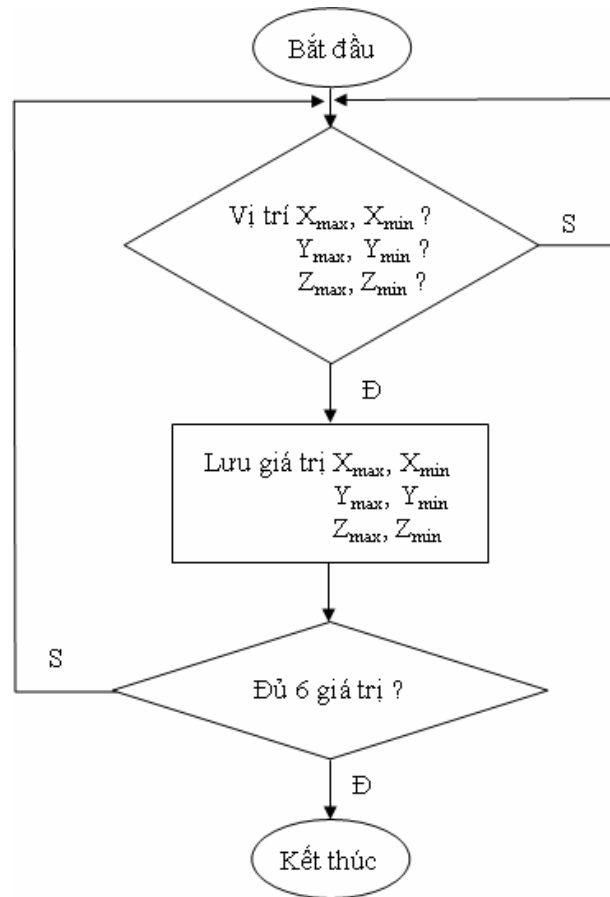 Bắt đầu
Vị trí Xmax, Xmin ?
Ymax, Ymin ?
Zmax, Zmin ?
S
Đ
Lưu giá trị Xmax, Xmin
Ymax, Ymin
Zmax, Zmin
S
Đủ 6 giá trị ?
Đ
Kết thúc